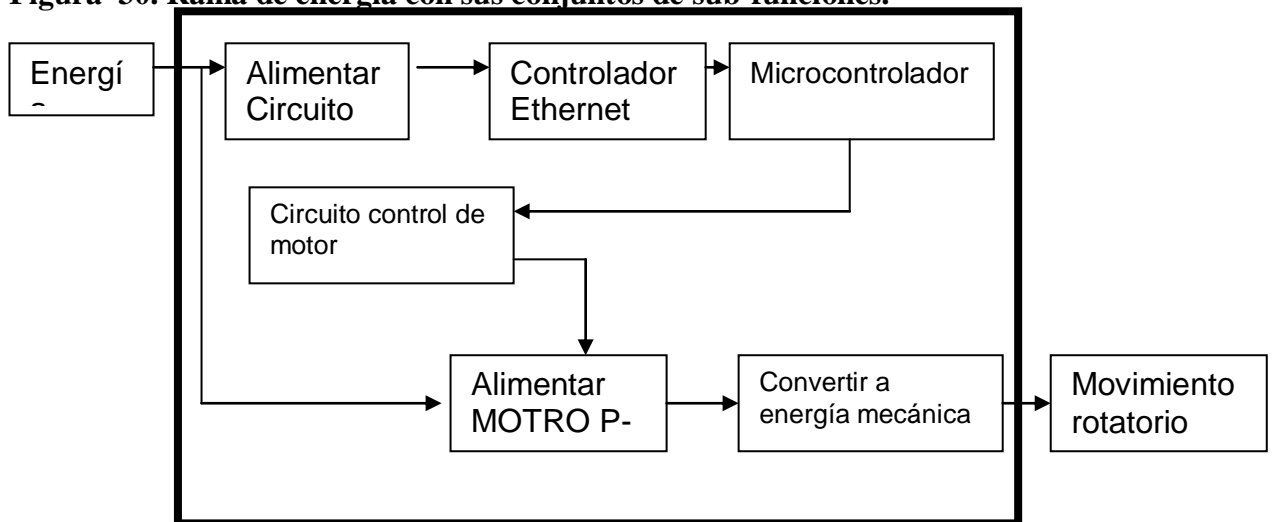 Figura 30. Rama de energía con sus conjuntos de sub-funciones.
Energí
Alimentar
Circuito
Controlador
Ethernet
Microcontrolador
Circuito control de
motor
Alimentar
MOTRO P-
Convertir a
energía mecánica
Movimiento
rotatorio